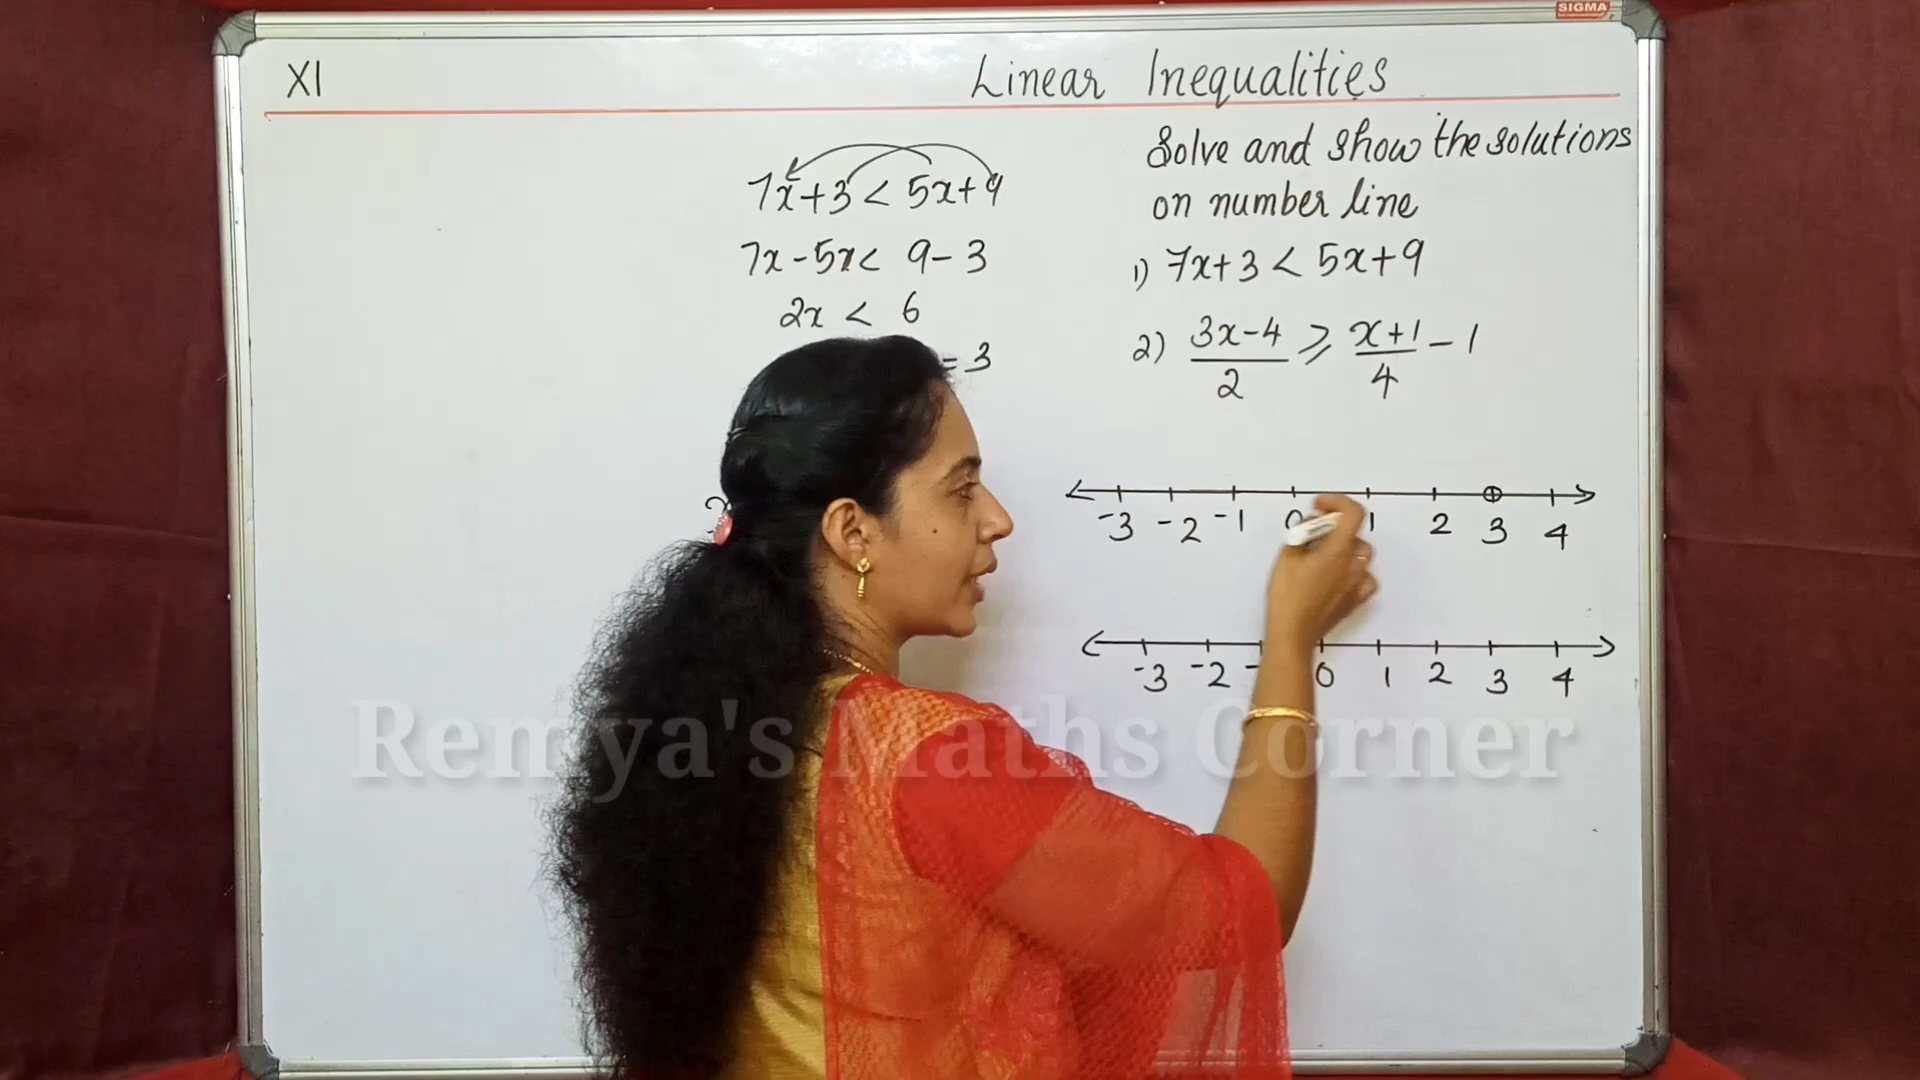 SIGMA
XI
Linear Inequalities
7x+3 < 5x+9
7x-5x< 9-3
2x < 6
= 3
Solve and show the solutions
on number line
1) 7x+3 < 5x+9
2) (3x-4)/2 ≥ (x+1)/4 - 1
-3 -2 -1 0 1 2 3 4
-3 -2 - 0 1 2 3 4
Remya's Maths Corner